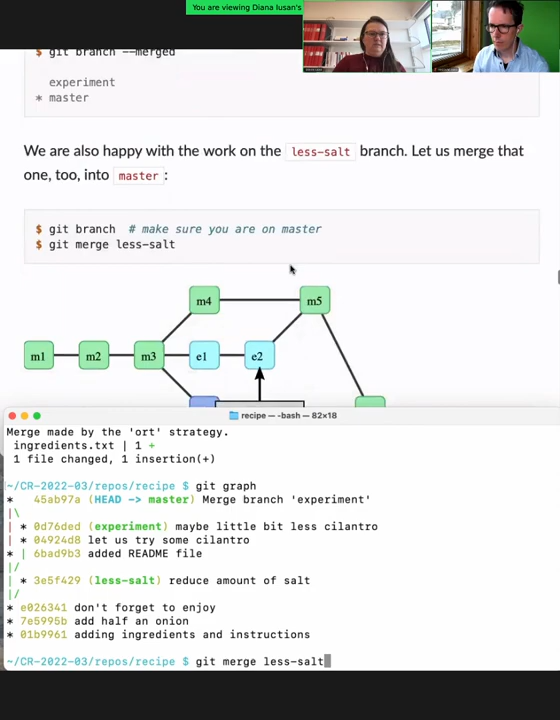 You are viewing Diana Iusan's
$ git branch --merged
experiment
* master
We are also happy with the work on the less-salt branch. Let us merge that
one, too, into master :
$ git branch # make sure you are on master
$ git merge less-salt
m4 m5
m1 m2 m3 e1 e2
recipe — -bash — 82×18
Merge made by the 'ort' strategy.
ingredients.txt | 1 +
1 file changed, 1 insertion(+)
~/CR-2022-03/repos/recipe $ git graph
* 45ab97a (HEAD -> master) Merge branch 'experiment'
|\
| * 0d76ded (experiment) maybe little bit less cilantro
| * 04924d8 let us try some cilantro
* | 6bad9b3 added README file
|/
| * 3e5f429 (less-salt) reduce amount of salt
|/
* e026341 don't forget to enjoy
* 7e5995b add half an onion
* 01b9961 adding ingredients and instructions
~/CR-2022-03/repos/recipe $ git merge less-salt